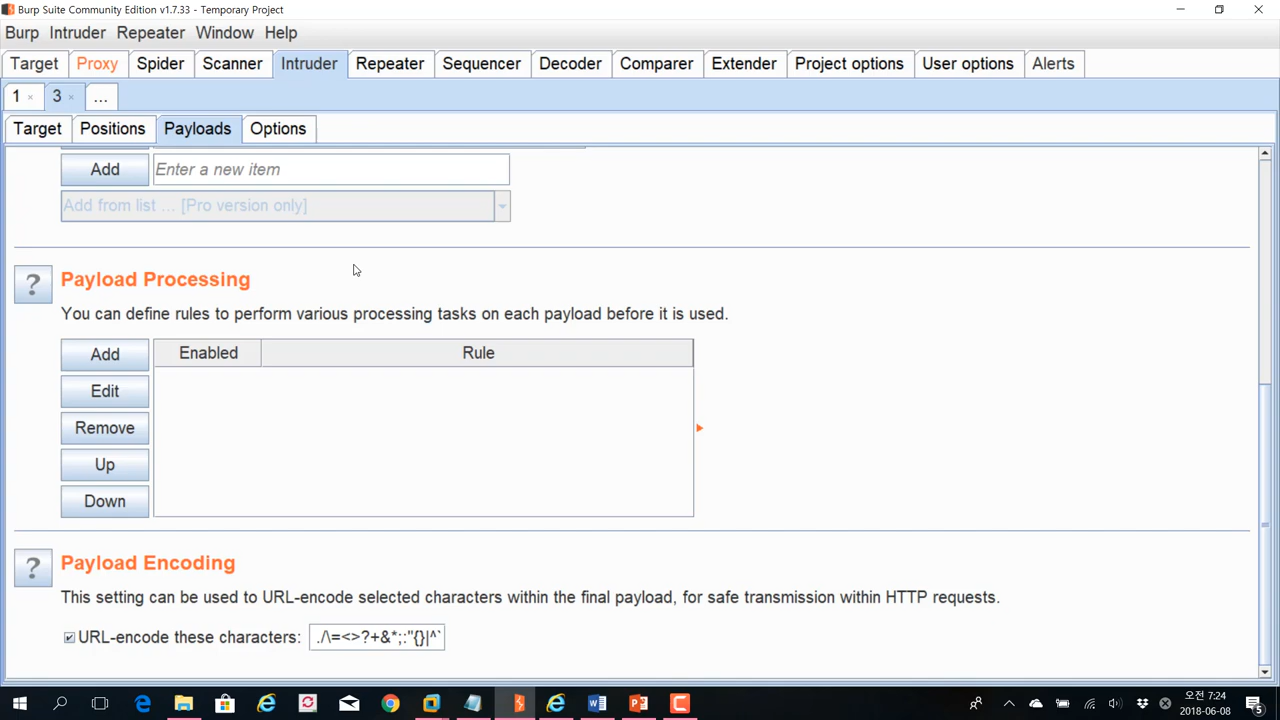 Burp Suite Community Edition v1.7.33 - Temporary Project
Burp Intruder Repeater Window Help
Target Proxy Spider Scanner Intruder Repeater Sequencer Decoder Comparer Extender Project options User options Alerts
1 × 3 × ...
Target Positions Payloads Options
Add Enter a new item
Add from list ... [Pro version only]
? Payload Processing
You can define rules to perform various processing tasks on each payload before it is used.
Add Enabled Rule
Edit
Remove
Up
Down
? Payload Encoding
This setting can be used to URL-encode selected characters within the final payload, for safe transmission within HTTP requests.
URL-encode these characters: ./\=<>?+&*;:"{}|^`
오전 7:24
2018-06-08
5